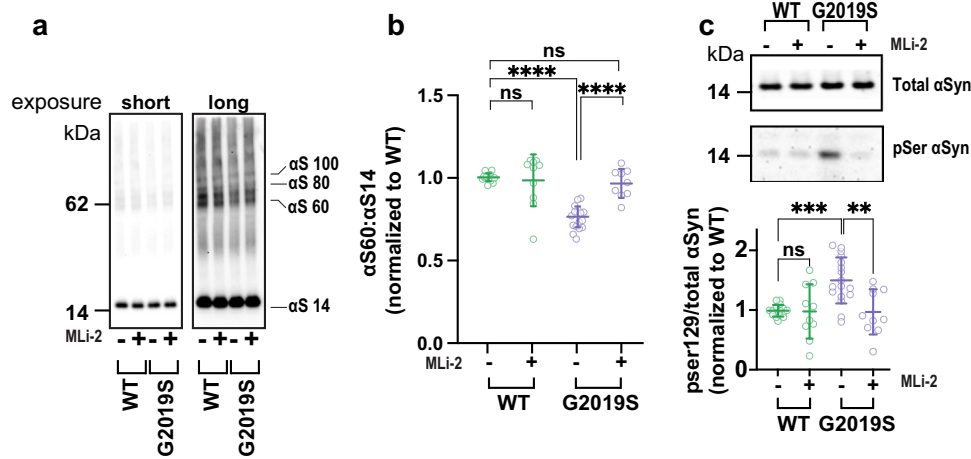 a
exposure short long
kDa
62
14
αS 100
αS 80
αS 60
αS 14
MLi-2 - + - + - + - +
WT G2019S WT G2019S
b
αS60:αS14
(normalized to WT)
1.5
1.0
0.5
0.0
ns
****
ns
****
MLi-2 - + - +
WT G2019S
c
WT G2019S
- + - + MLi-2
kDa
14
Total αSyn
14
pSer αSyn
pser129/total αSyn
(normalized to WT)
2
1
0
*** **
ns
- + - + MLi-2
WT G2019S